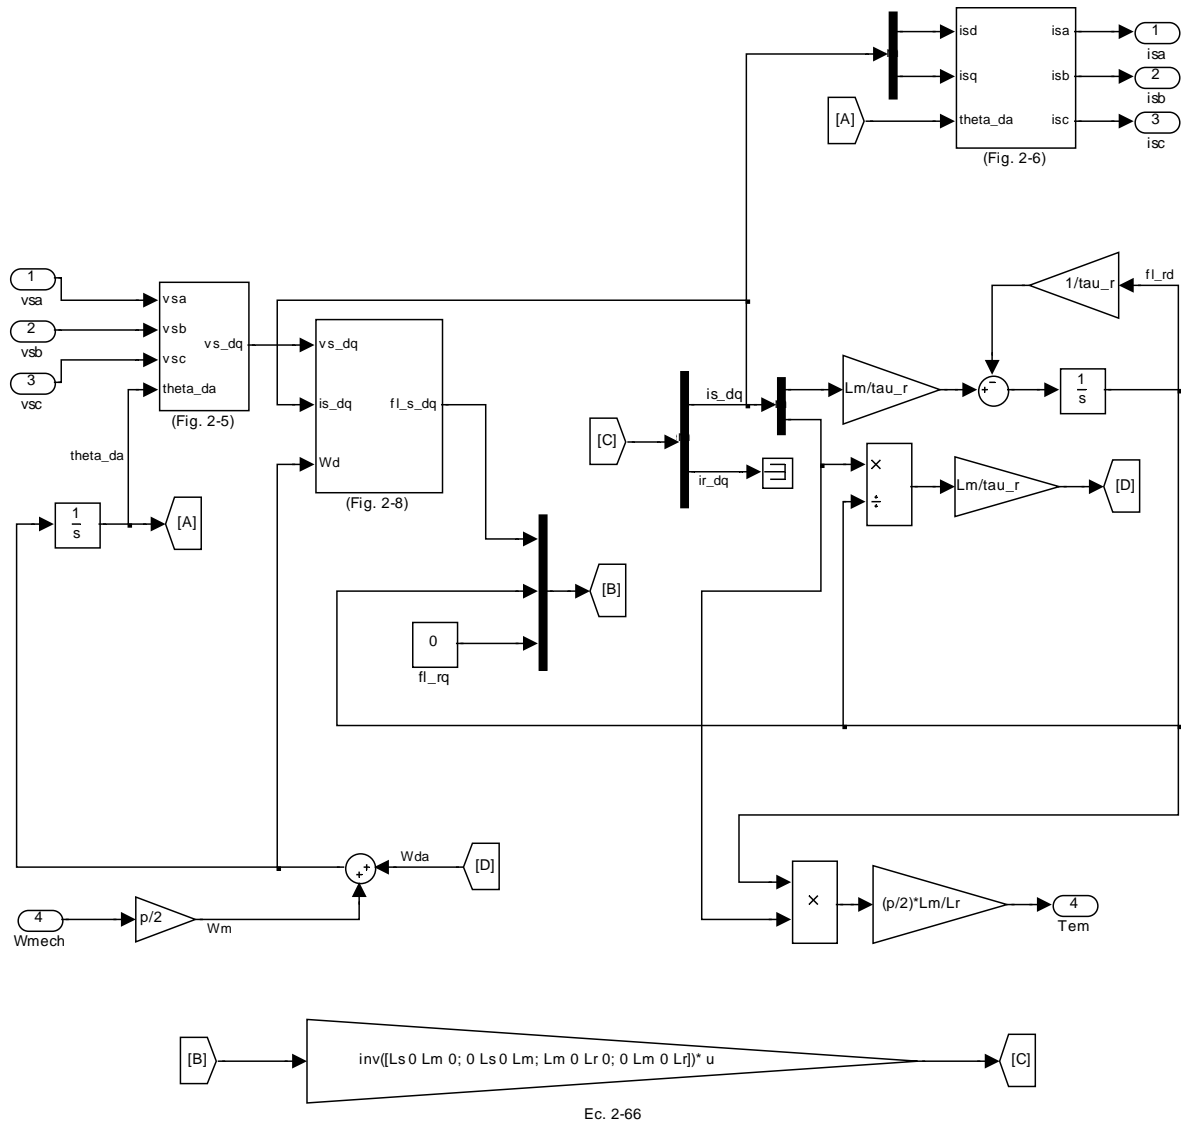 isd
isa
1
isa
isq
isb
2
isb
[A]
theta_da
isc
3
isc
(Fig. 2-6)
1
vsa
vsa
2
vsb
vsb
vs_dq
3
vsc
vsc
theta_da
(Fig. 2-5)
vs_dq
is_dq
fl_s_dq
Wd
(Fig. 2-8)
theta_da
1
s
[A]
1/tau_r
fl_rd
is_dq
Lm/tau_r
−
+
1
s
[C]
ir_dq
×
÷
Lm/tau_r
[D]
[B]
0
fl_rq
+
+
Wda
[D]
4
Wmech
p/2
Wm
×
(p/2)*Lm/Lr
4
Tem
[B]
inv([Ls 0 Lm 0; 0 Ls 0 Lm; Lm 0 Lr 0; 0 Lm 0 Lr])* u
[C]
Ec. 2-66